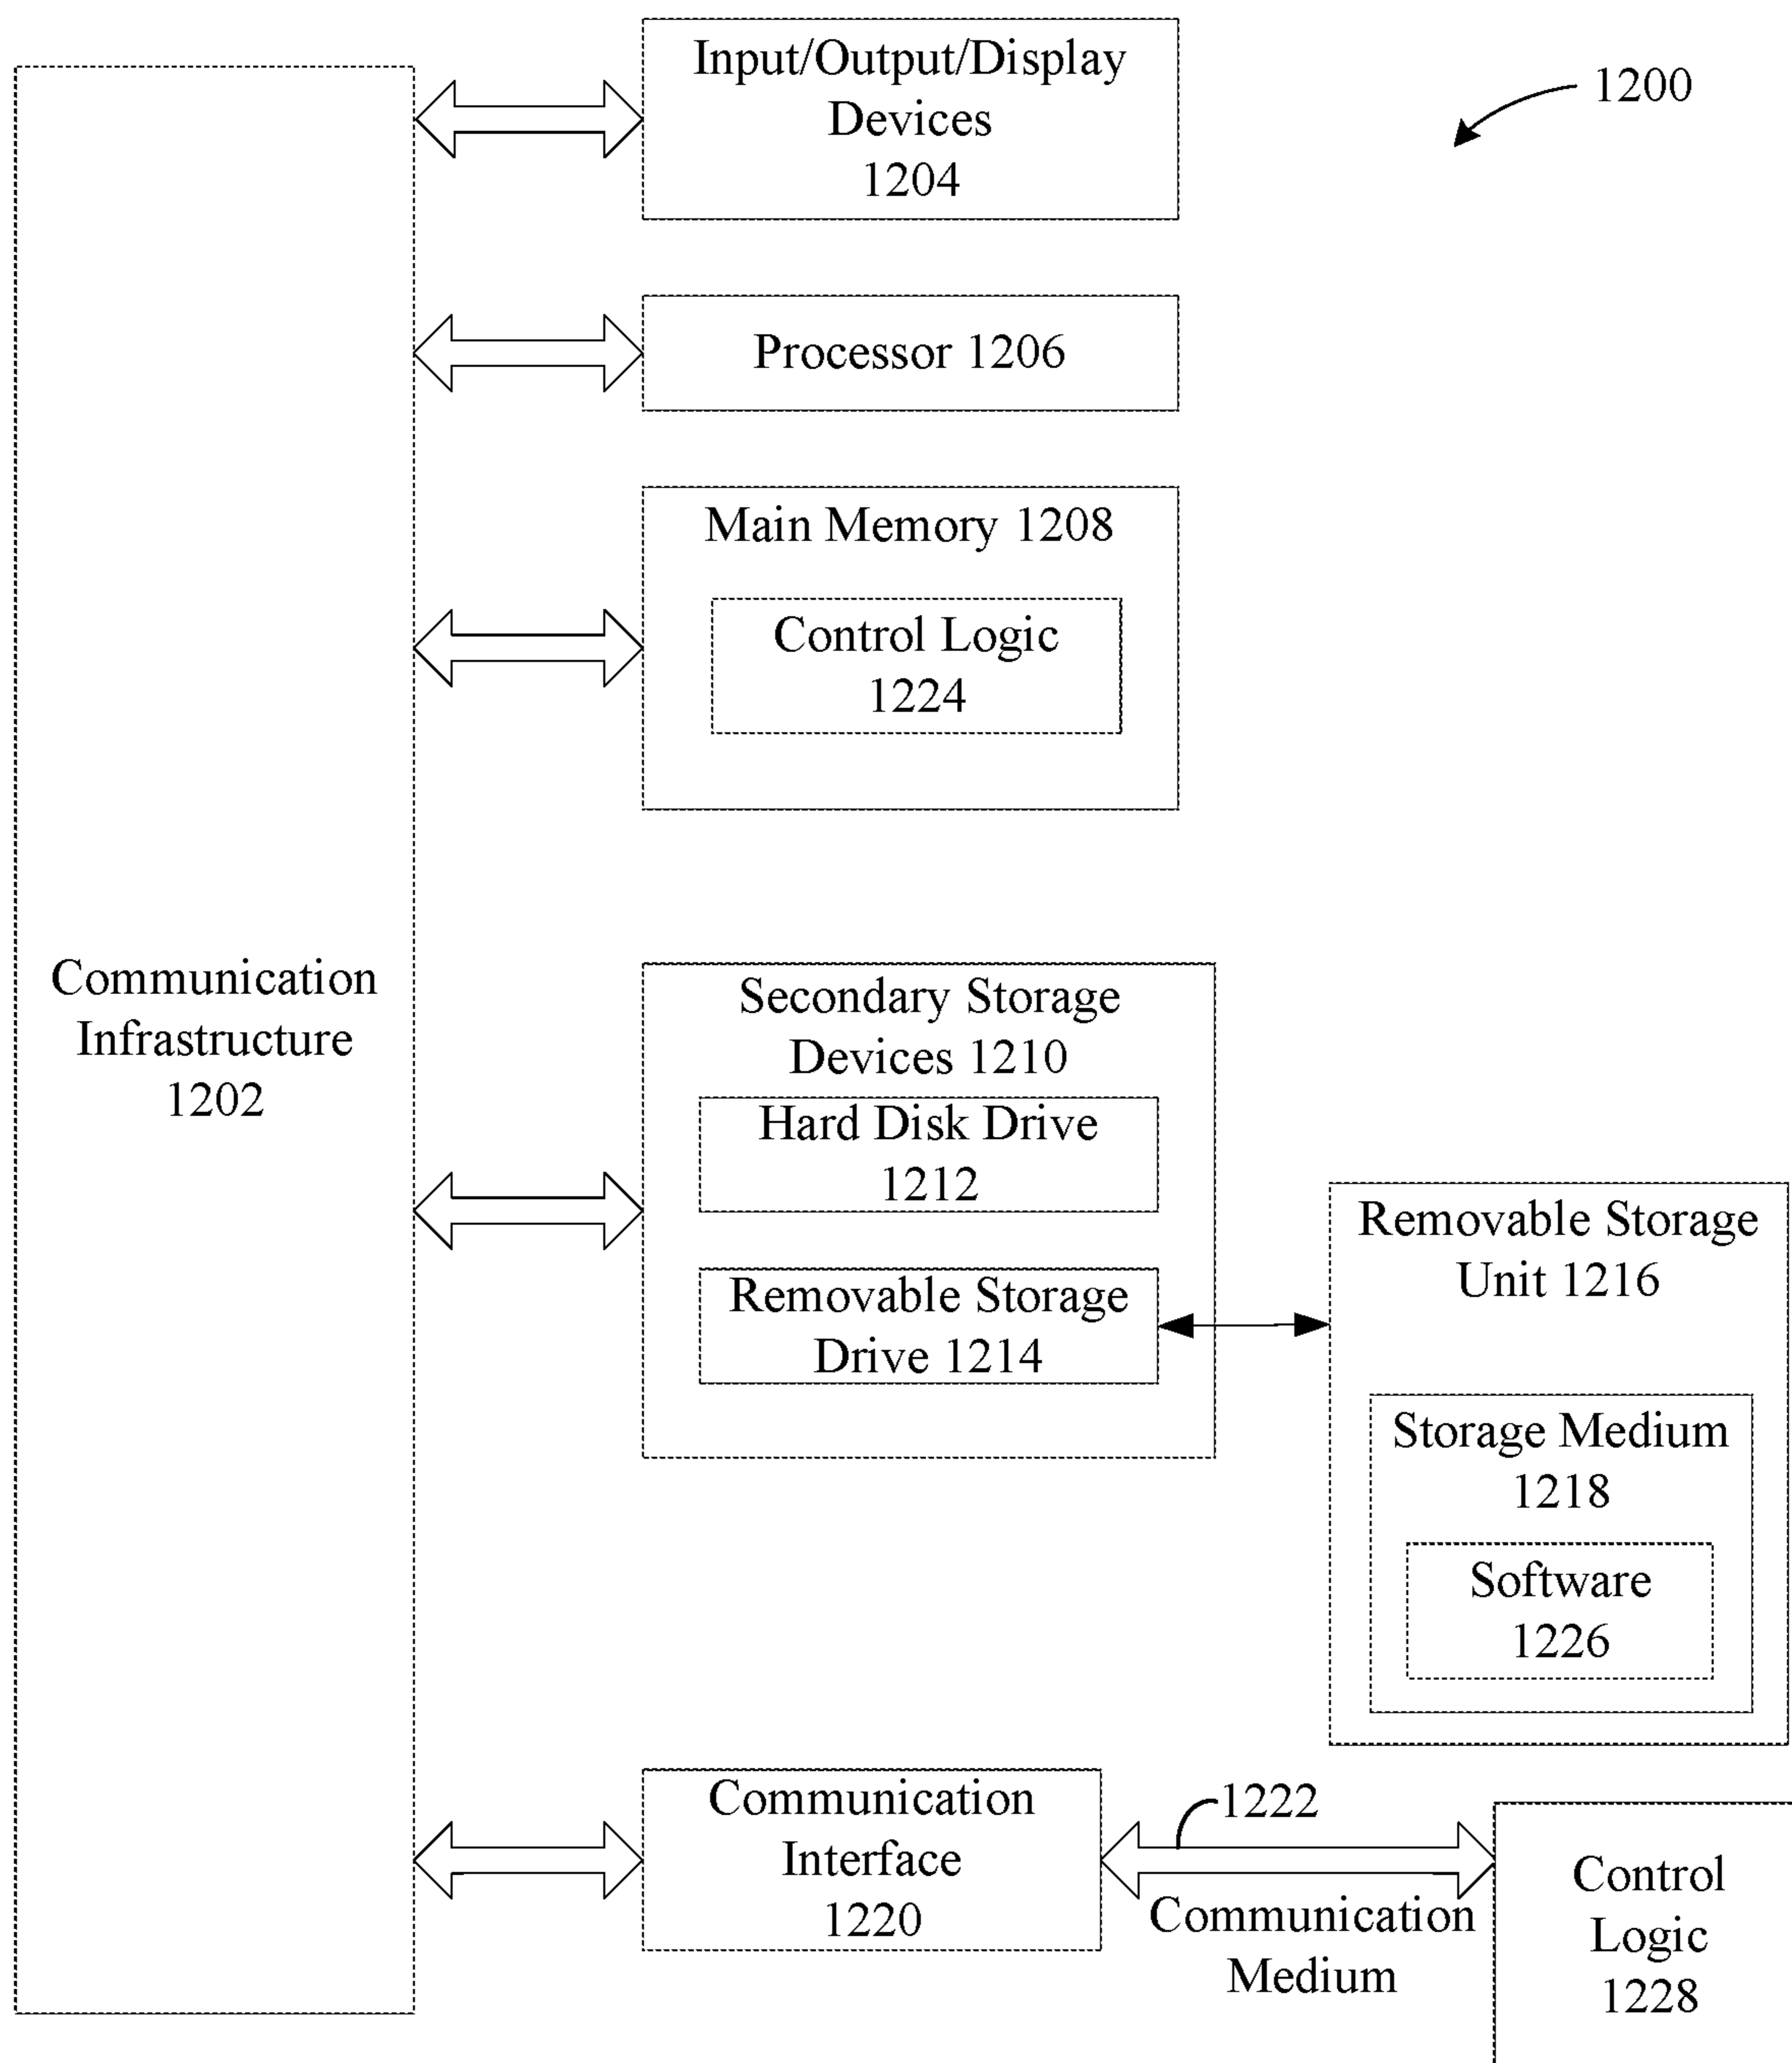 Input/Output/Display
Devices
1204
1200
Processor 1206
Main Memory 1208
Control Logic
1224
Communication
Infrastructure
1202
Secondary Storage
Devices 1210
Hard Disk Drive
1212
Removable Storage
Drive 1214
Removable Storage
Unit 1216
Storage Medium
1218
Software
1226
Communication
Interface
1220
1222
Communication
Medium
Control
Logic
1228